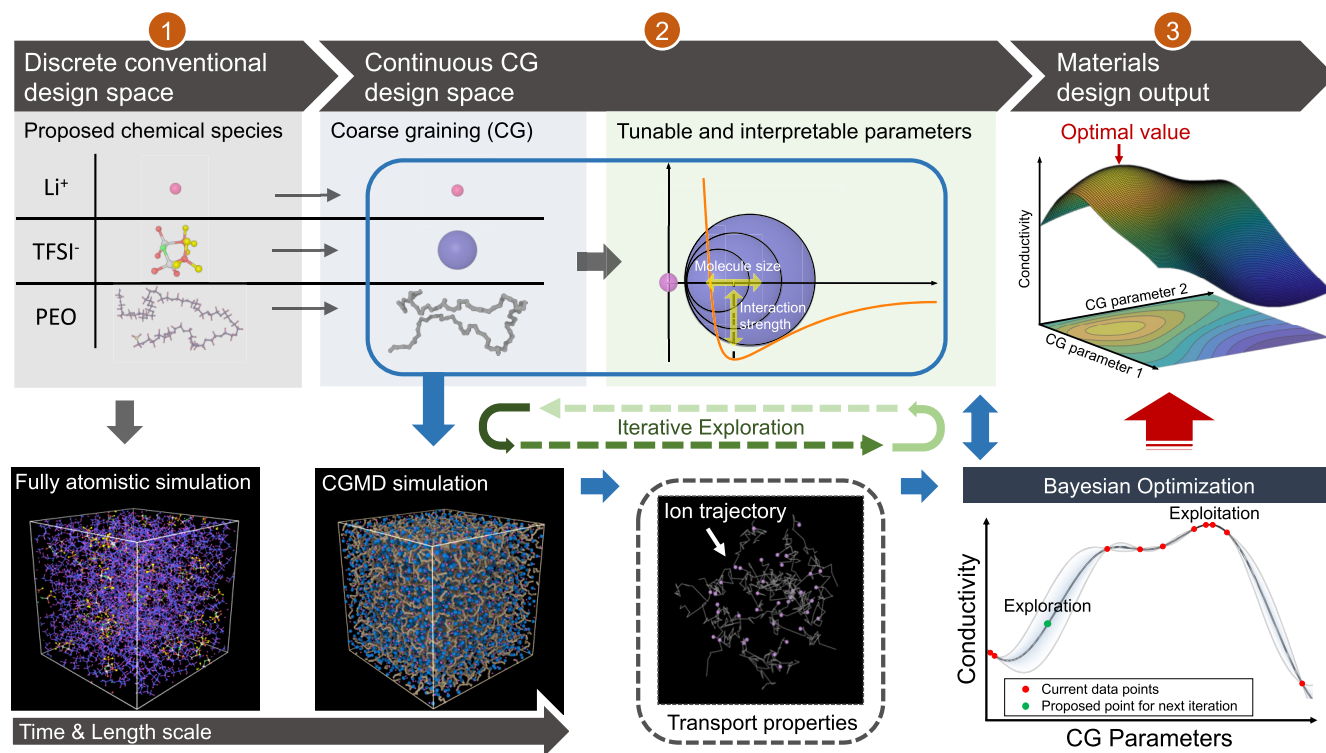 1
2
3
Discrete conventional
design space
Continuous CG
design space
Materials
design output
Proposed chemical species
Coarse graining (CG)
Tunable and interpretable parameters
Optimal value
Li⁺
TFSI⁻
PEO
Molecule size
Interaction
strength
Conductivity
CG parameter 2
CG parameter 1
Iterative Exploration
Fully atomistic simulation
CGMD simulation
Ion trajectory
Transport properties
Time & Length scale
Bayesian Optimization
Exploitation
Exploration
Conductivity
Current data points
Proposed point for next iteration
CG Parameters